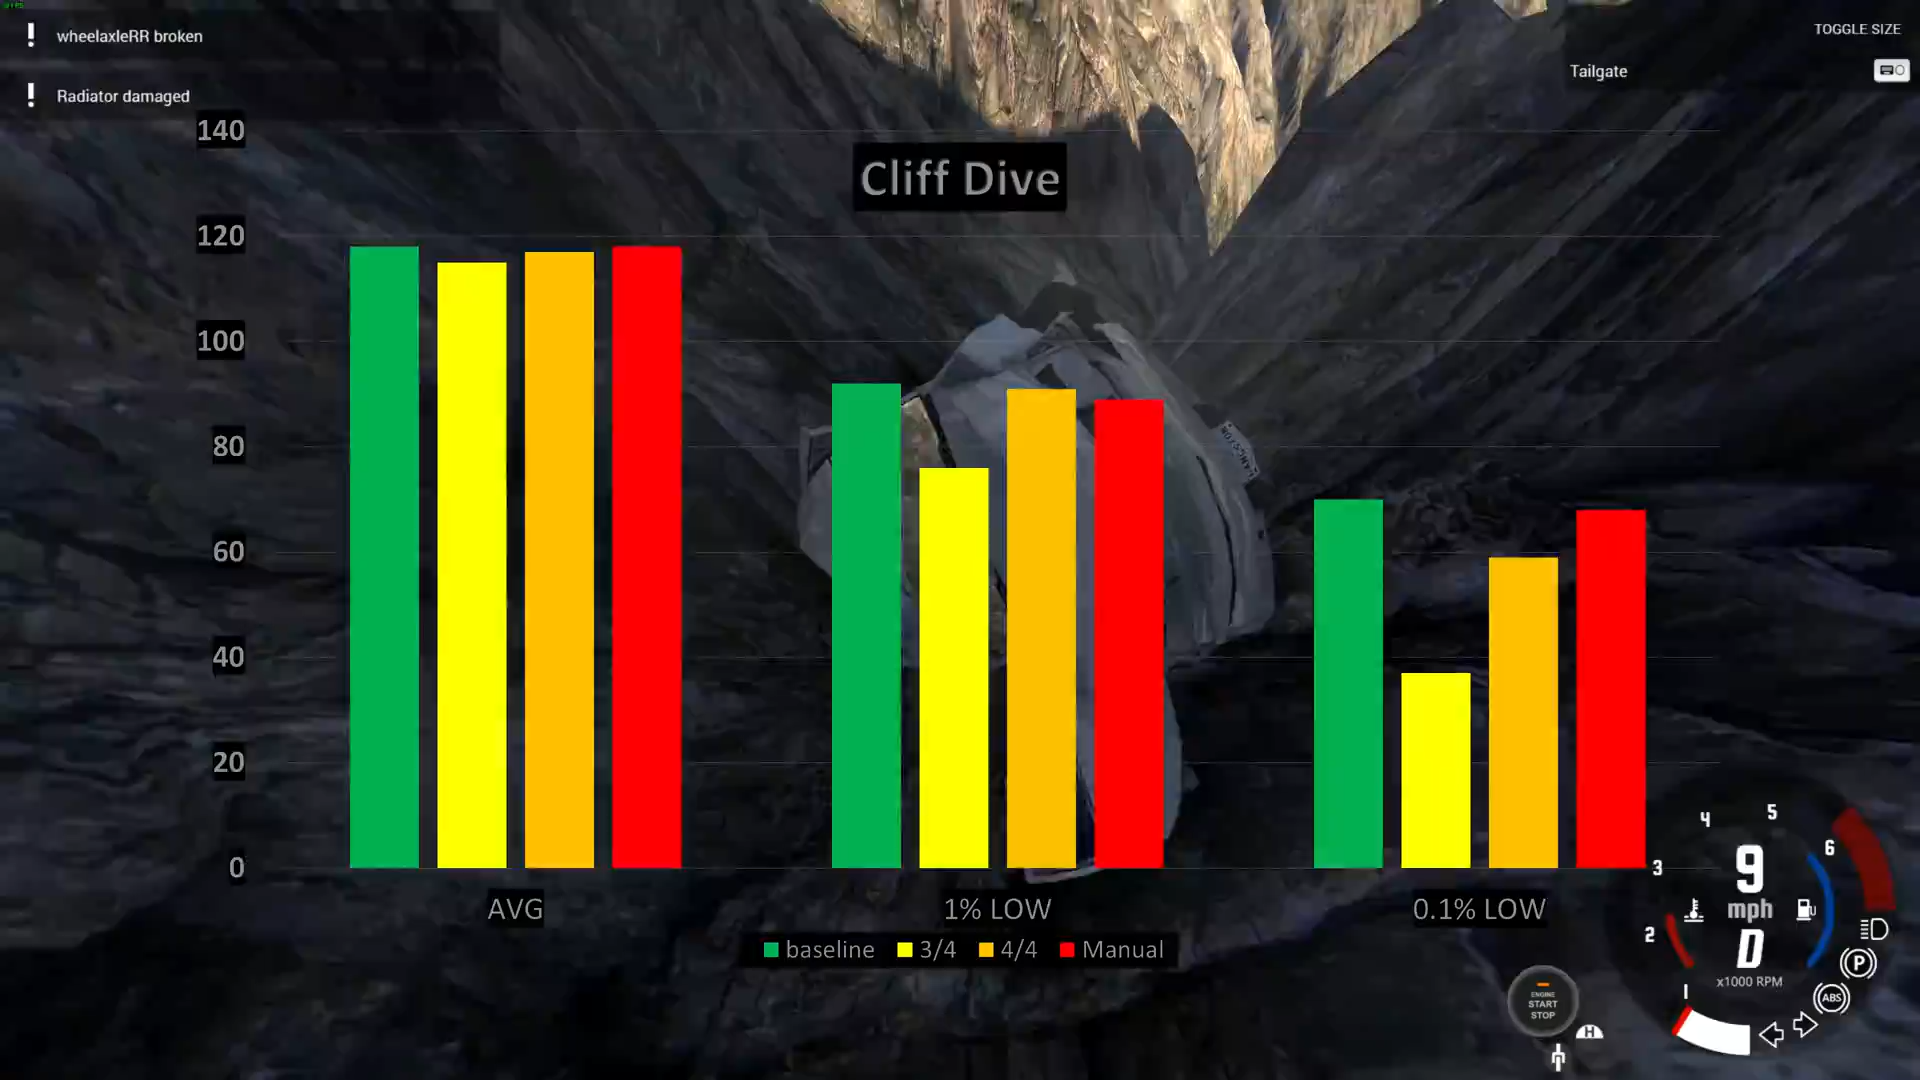 wheelaxleRR broken
Radiator damaged
TOGGLE SIZE
Tailgate
Cliff Dive
140
120
100
80
60
40
20
0
AVG
1% LOW
0.1% LOW
baseline 3/4 4/4 Manual
1
2
3
4
5
6
9
mph
D
x1000 RPM
P
ABS
ENGINE
START
STOP
H